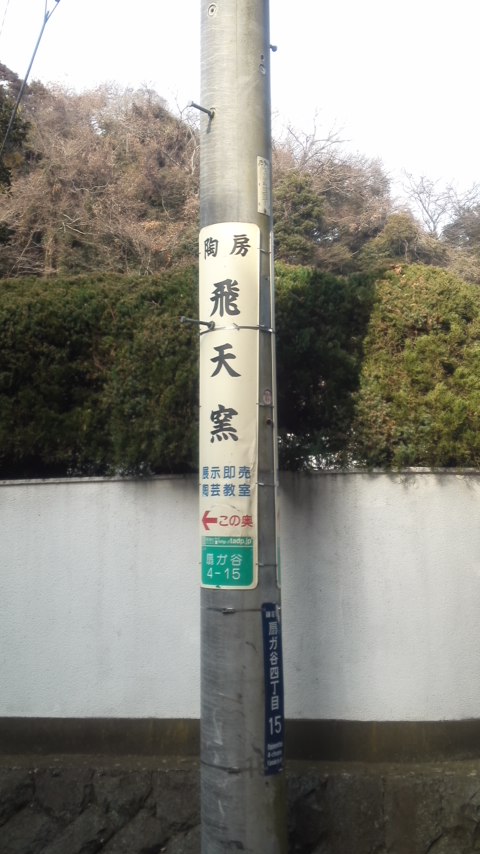 陶房
飛天窯
展示即売
陶芸教室
←この奥
扇ガ谷
4-15
扇ガ谷四丁目
15